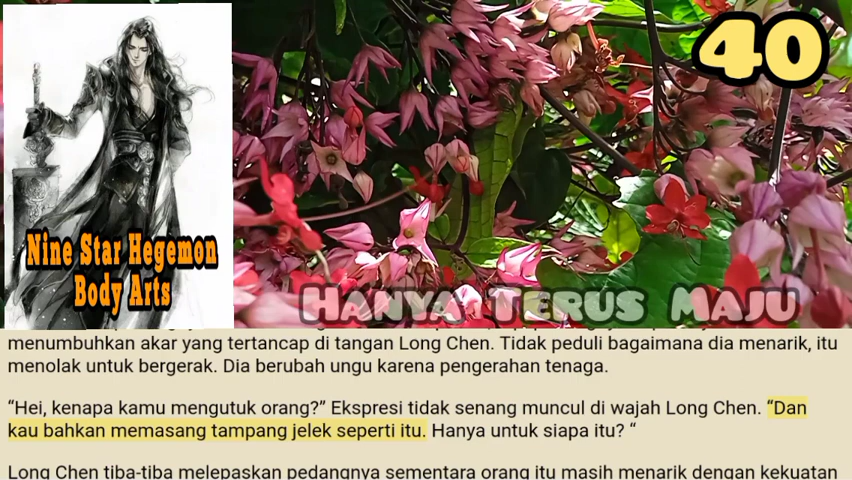 40
Nine Star Hegemon
Body Arts
Hanya Terus Maju
menumbuhkan akar yang tertancap di tangan Long Chen. Tidak peduli bagaimana dia menarik, itu
menolak untuk bergerak. Dia berubah ungu karena pengerahan tenaga.
“Hei, kenapa kamu mengutuk orang?” Ekspresi tidak senang muncul di wajah Long Chen. “Dan
kau bahkan memasang tampang jelek seperti itu. Hanya untuk siapa itu? “
Long Chen tiba-tiba melepaskan pedangnya sementara orang itu masih menarik dengan kekuatan